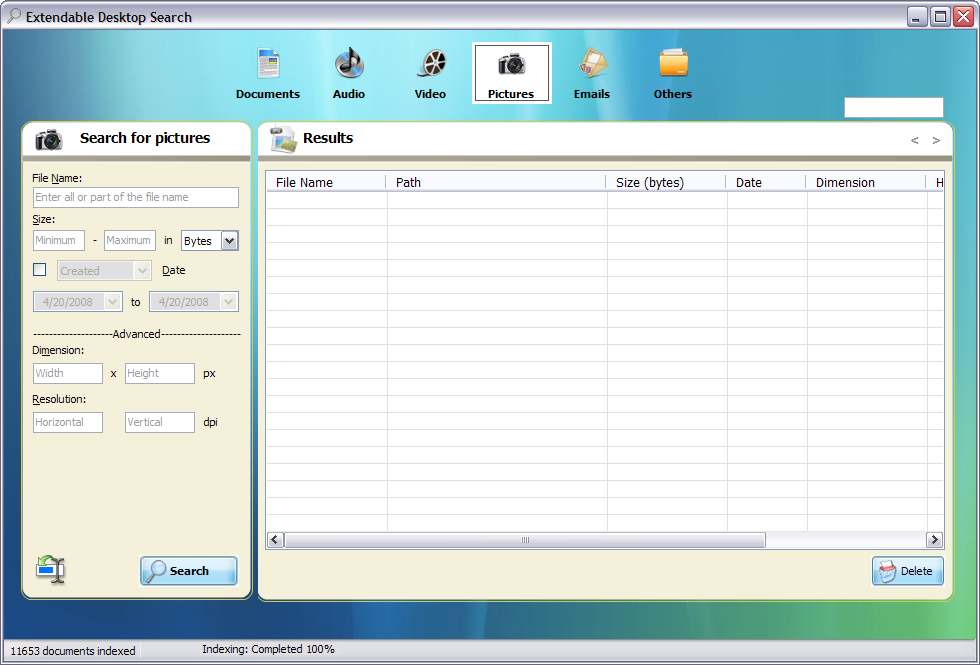 Extendable Desktop Search
Documents Audio Video Pictures Emails Others
Search for pictures
File Name:
Enter all or part of the file name
Size:
Minimum - Maximum in Bytes
Created Date
4/20/2008 to 4/20/2008
--------------------Advanced--------------------
Dimension:
Width x Height px
Resolution:
Horizontal Vertical dpi
Search
Results < >
File Name Path Size (bytes) Date Dimension H
Delete
11653 documents indexed Indexing: Completed 100%